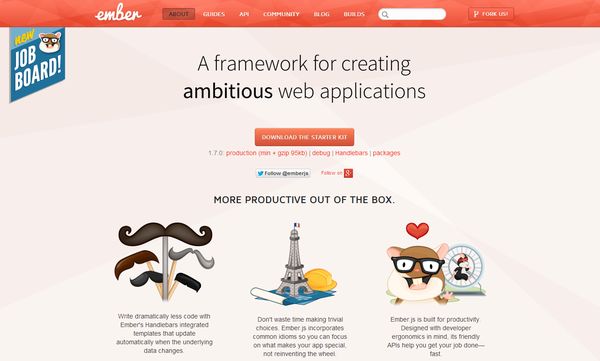 ember ABOUT GUIDES API COMMUNITY BLOG BUILDS FORK US!
new
JOB
BOARD!
A framework for creating
ambitious web applications
DOWNLOAD THE STARTER KIT
1.7.0: production (min + gzip 95kb) | debug | Handlebars | packages
Follow @emberjs Follow on g
MORE PRODUCTIVE OUT OF THE BOX.
Write dramatically less code with
Ember's Handlebars integrated
templates that update
automatically when the underlying
data changes.
Don't waste time making trivial
choices. Ember.js incorporates
common idioms so you can focus
on what makes your app special,
not reinventing the wheel.
Ember.js is built for productivity.
Designed with developer
ergonomics in mind, its friendly
APIs help you get your job done—
fast.